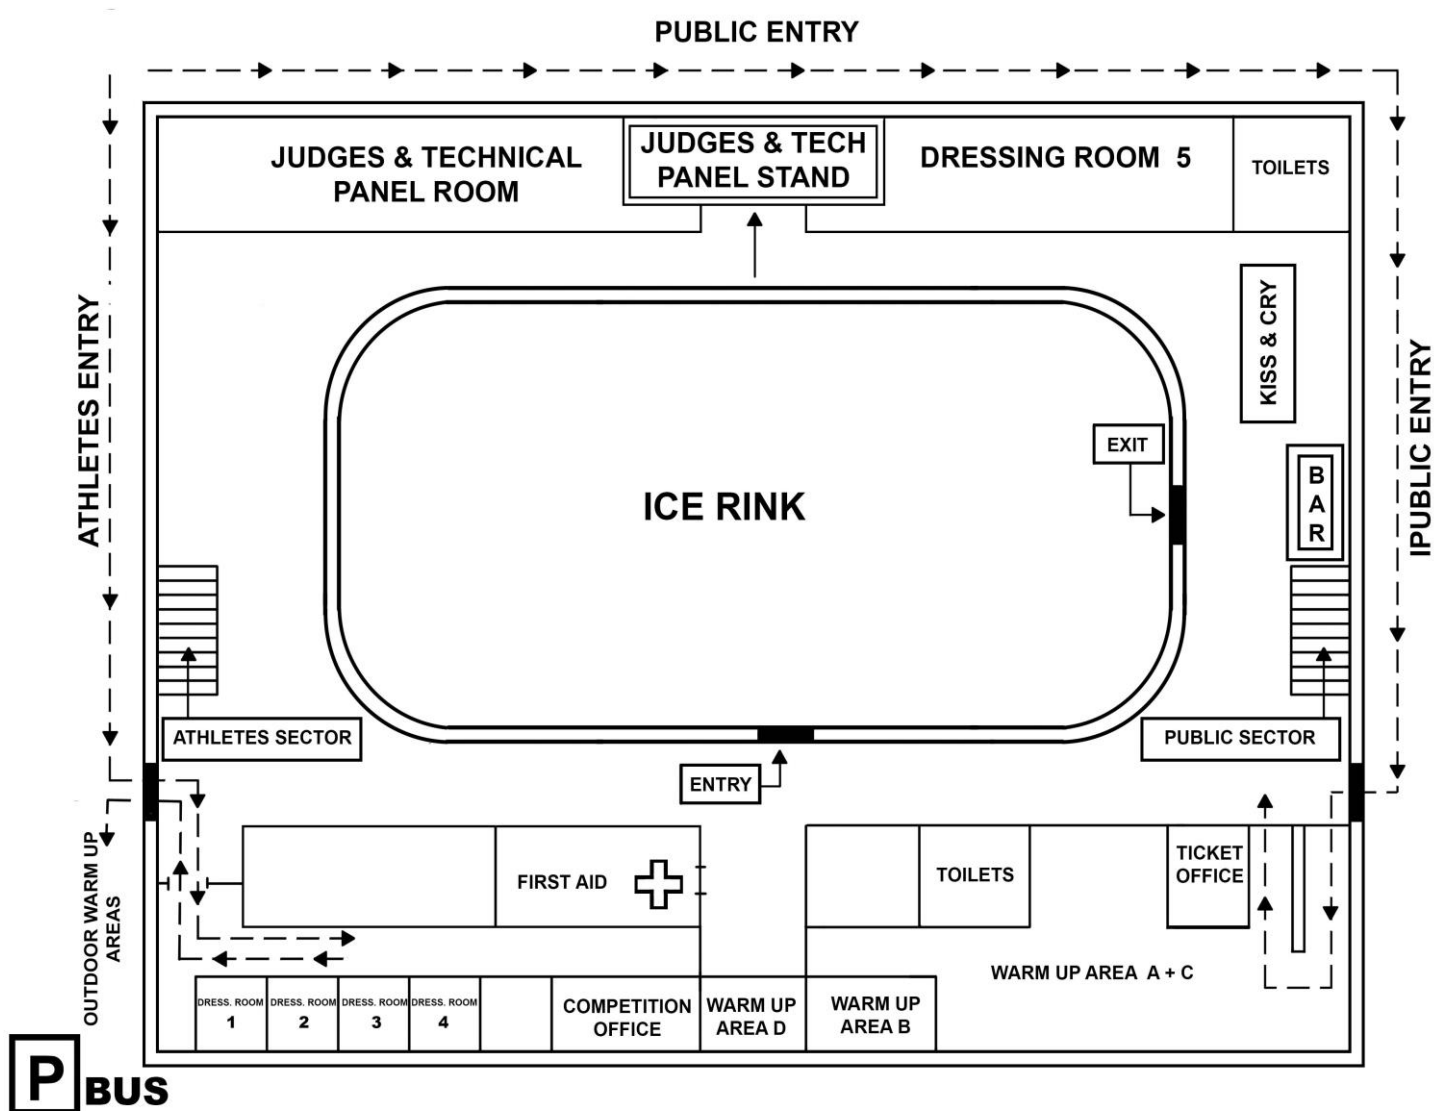 PUBLIC ENTRY
JUDGES & TECHNICAL
PANEL ROOM
JUDGES & TECH
PANEL STAND
DRESSING ROOM 5
TOILETS
ATHLETES ENTRY
KISS & CRY
IPUBLIC ENTRY
EXIT
BAR
ICE RINK
ATHLETES SECTOR
PUBLIC SECTOR
ENTRY
OUTDOOR WARM UP
AREAS
FIRST AID
TOILETS
TICKET
OFFICE
WARM UP AREA A + C
DRESS. ROOM
1
DRESS. ROOM
2
DRESS. ROOM
3
DRESS. ROOM
4
COMPETITION
OFFICE
WARM UP
AREA D
WARM UP
AREA B
P BUS